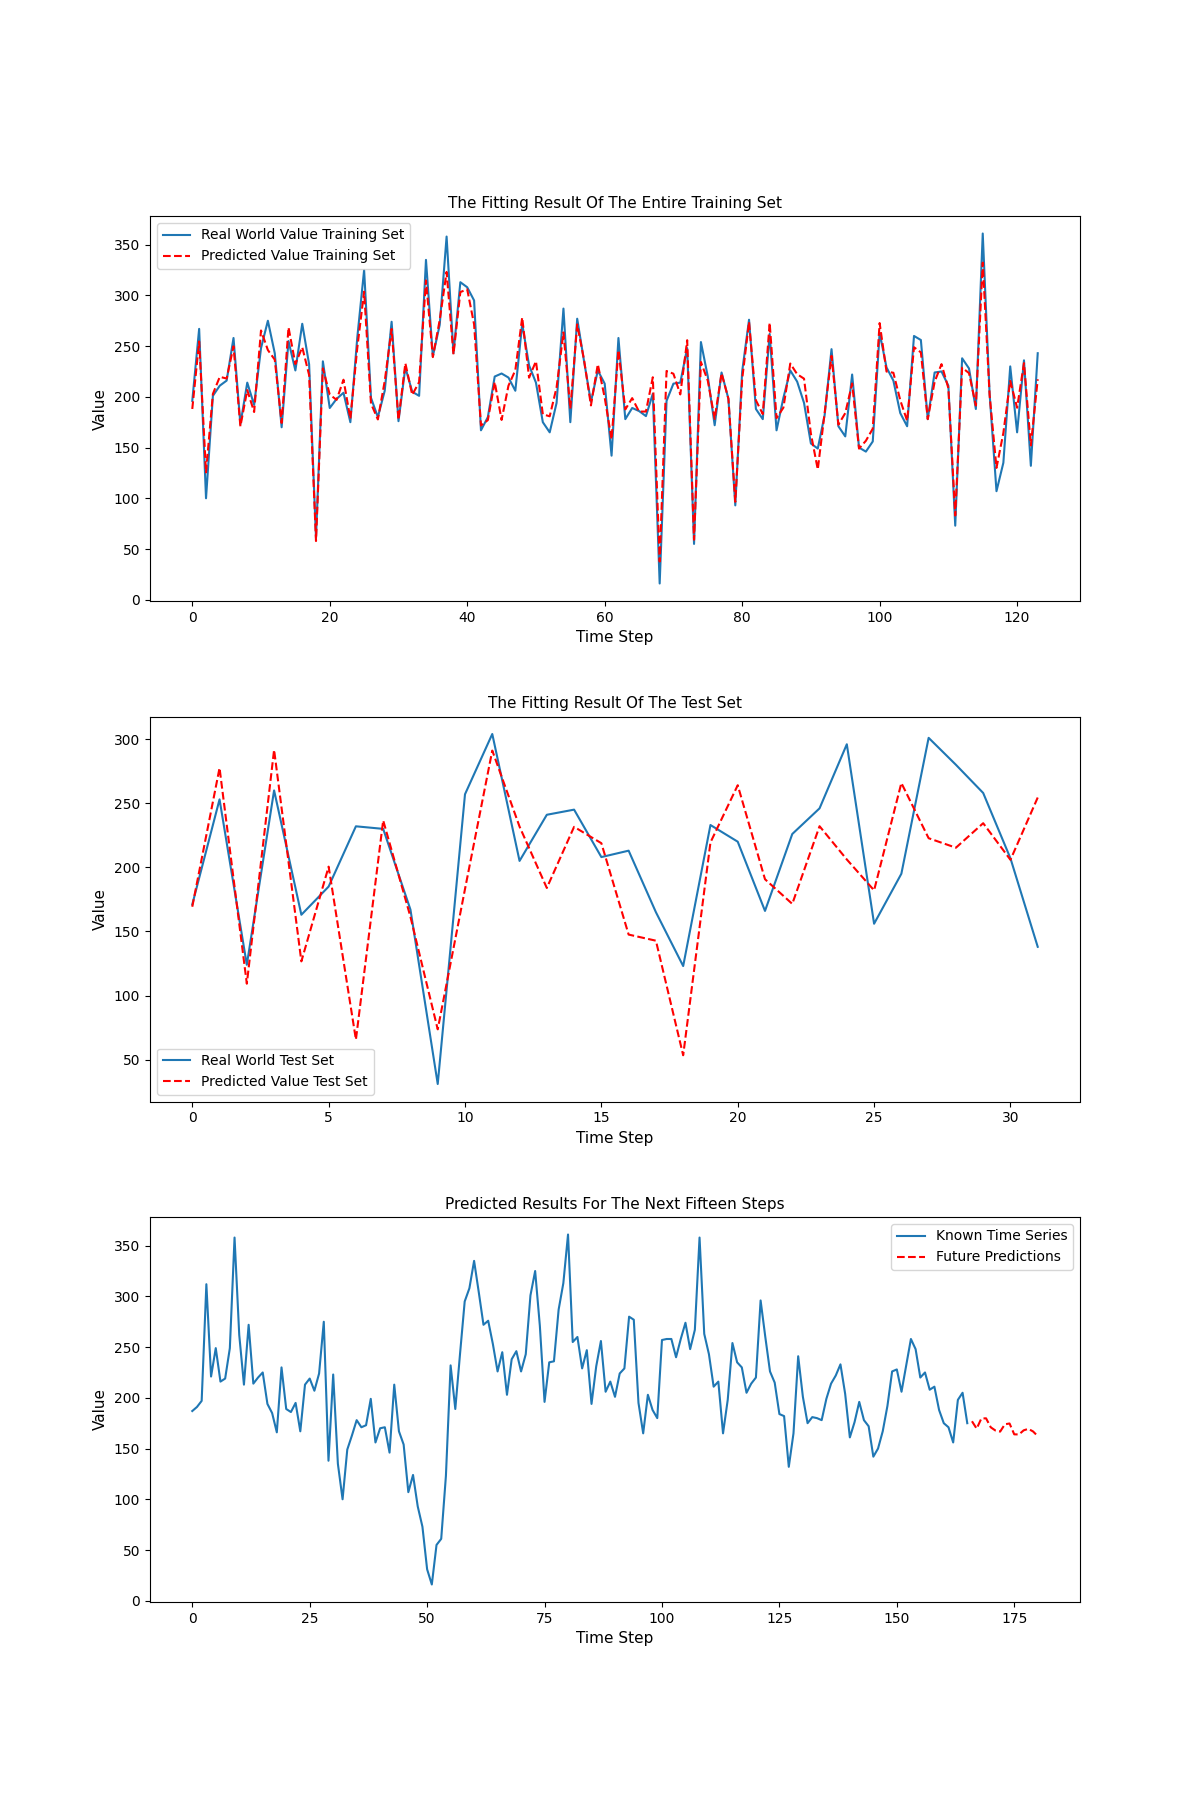 The Fitting Result Of The Entire Training Set
Real World Value Training Set
Predicted Value Training Set
350
300
250
200
150
100
50
0
Value
0 20 40 60 80 100 120
Time Step
The Fitting Result Of The Test Set
300
250
200
150
100
50
Value
Real World Test Set
Predicted Value Test Set
0 5 10 15 20 25 30
Time Step
Predicted Results For The Next Fifteen Steps
Known Time Series
Future Predictions
350
300
250
200
150
100
50
0
Value
0 25 50 75 100 125 150 175
Time Step